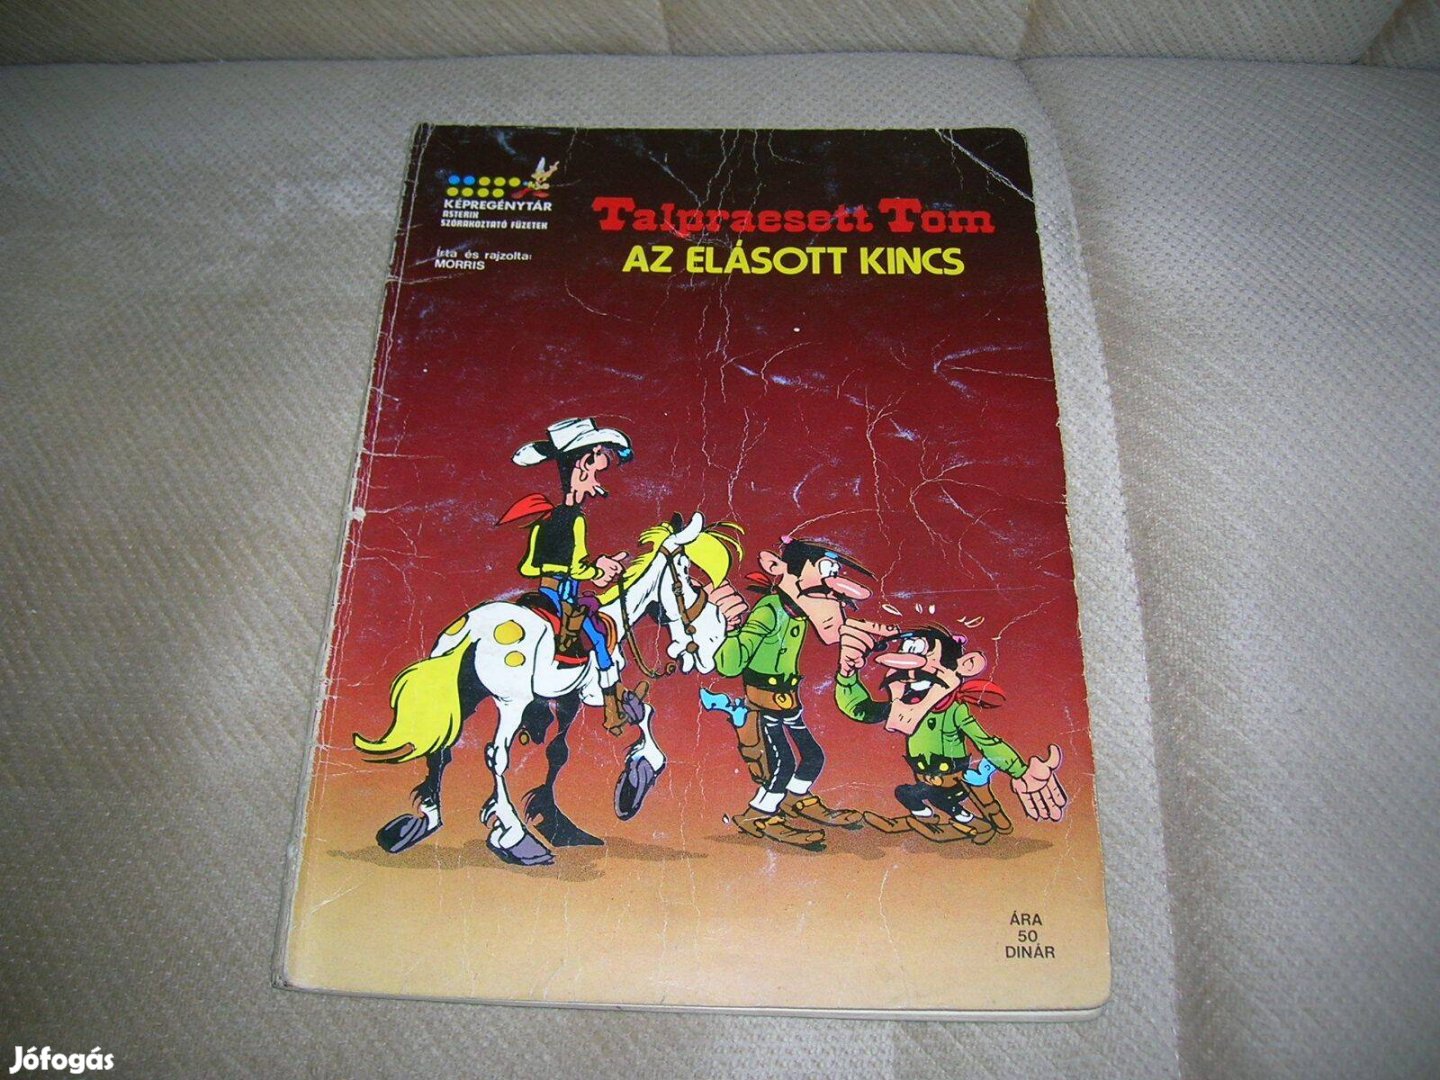 KÉPREGÉNYTÁR
ASTERIX
SZÓRAKOZTATÓ FÜZETEK
Írta és rajzolta:
MORRIS
Talpraesett Tom
AZ ELÁSOTT KINCS
ÁRA
50
DINÁR
Jófogás